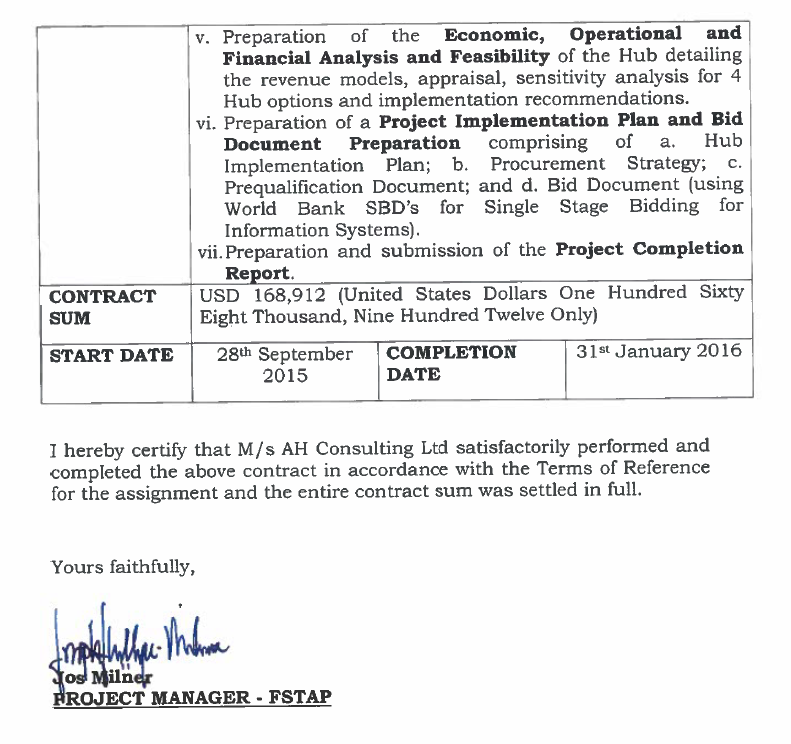 v. Preparation of the Economic, Operational and
Financial Analysis and Feasibility of the Hub detailing
the revenue models, appraisal, sensitivity analysis for 4
Hub options and implementation recommendations.
vi. Preparation of a Project Implementation Plan and Bid
Document Preparation comprising of a. Hub
Implementation Plan; b. Procurement Strategy; c.
Prequalification Document; and d. Bid Document (using
World Bank SBD's for Single Stage Bidding for
Information Systems).
vii. Preparation and submission of the Project Completion
Report.
CONTRACT SUM
USD 168,912 (United States Dollars One Hundred Sixty
Eight Thousand, Nine Hundred Twelve Only)
START DATE
28th September
2015
COMPLETION
DATE
31st January 2016
I hereby certify that M/s AH Consulting Ltd satisfactorily performed and
completed the above contract in accordance with the Terms of Reference
for the assignment and the entire contract sum was settled in full.
Yours faithfully,
Jos Milner
PROJECT MANAGER - FSTAP